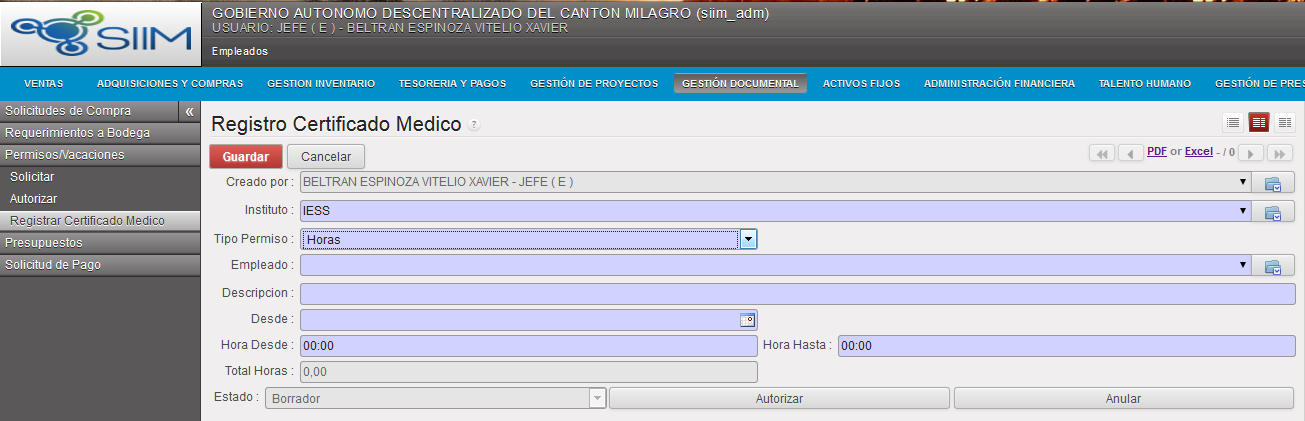 SIIM
GOBIERNO AUTONOMO DESCENTRALIZADO DEL CANTON MILAGRO (siim_adm)
USUARIO: JEFE ( E ) - BELTRAN ESPINOZA VITELIO XAVIER
Empleados
VENTAS ADQUISICIONES Y COMPRAS GESTION INVENTARIO TESORERIA Y PAGOS GESTIÓN DE PROYECTOS GESTIÓN DOCUMENTAL ACTIVOS FIJOS ADMINISTRACIÓN FINANCIERA TALENTO HUMANO GESTIÓN DE PRES
Solicitudes de Compra «
Requerimientos a Bodega
Permisos/Vacaciones
Solicitar
Autorizar
Registrar Certificado Medico
Presupuestos
Solicitud de Pago
Registro Certificado Medico ?
Guardar Cancelar PDF or Excel - / 0
Creado por : BELTRAN ESPINOZA VITELIO XAVIER - JEFE ( E )
Instituto : IESS
Tipo Permiso : Horas
Empleado :
Descripcion :
Desde :
Hora Desde : 00:00 Hora Hasta : 00:00
Total Horas : 0,00
Estado : Borrador Autorizar Anular